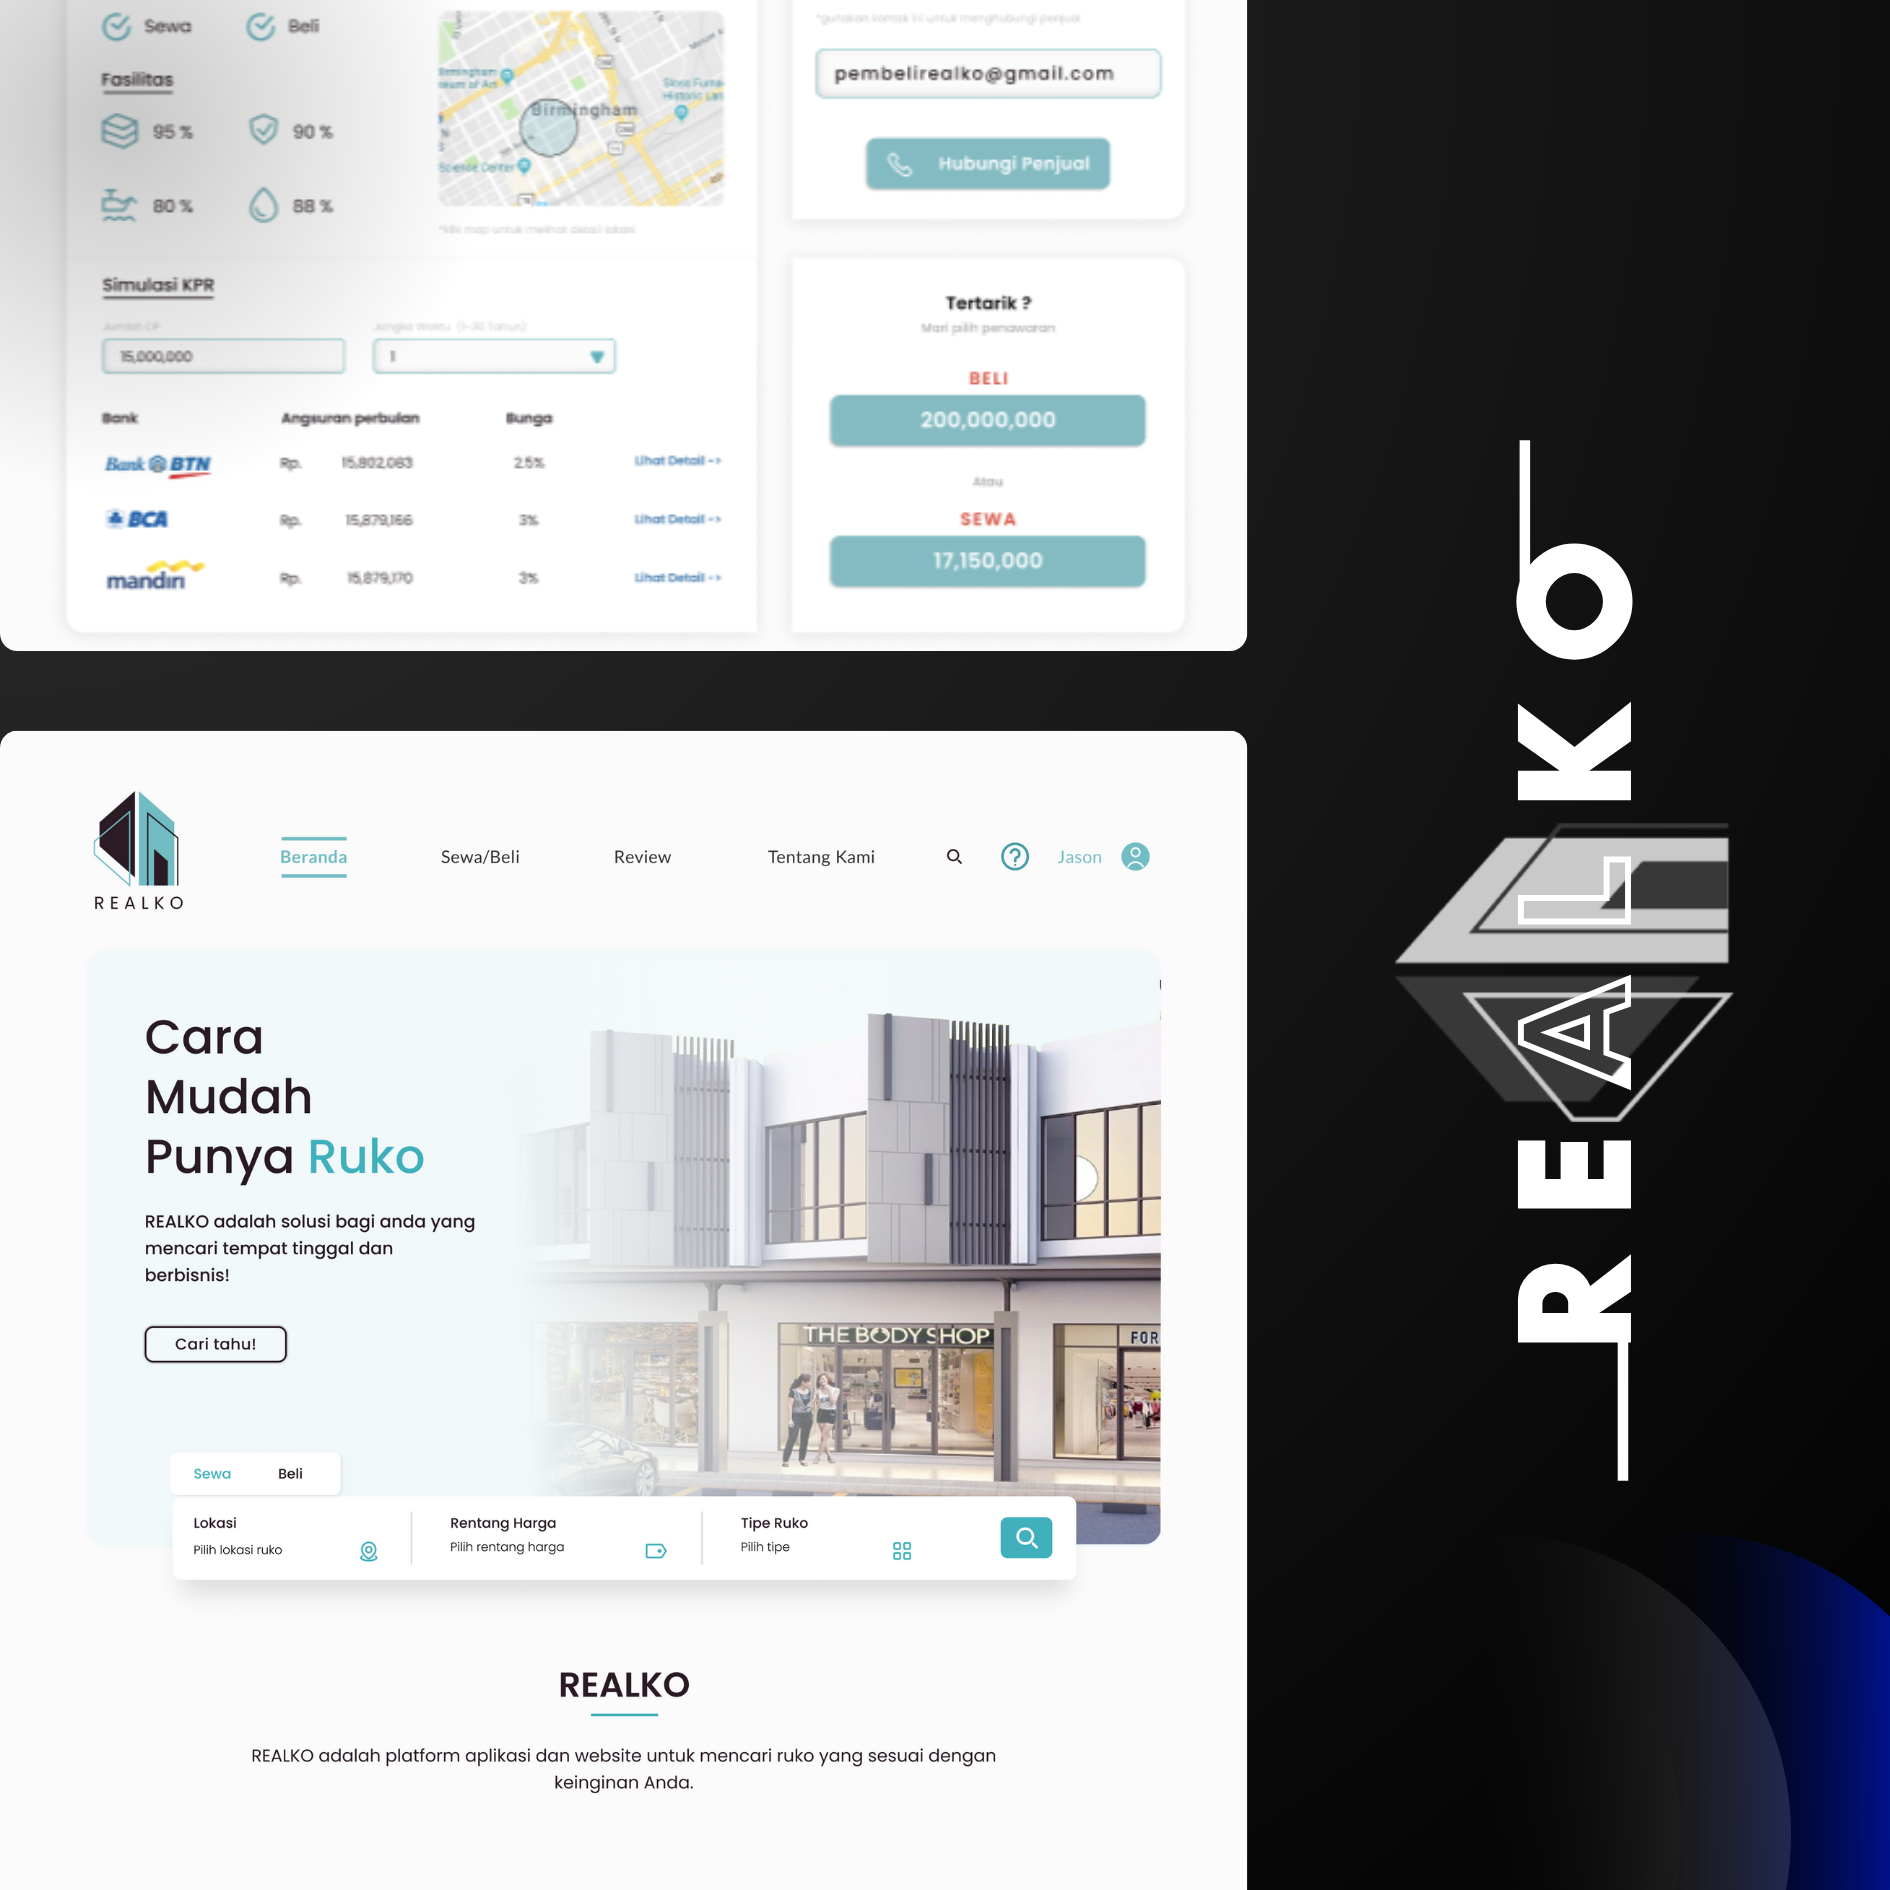 Sewa
Beli
Fasilitas
95 %
90 %
80 %
88 %
Birmingham
Science Center
*klik map untuk melihat detail lokasi
Simulasi KPR
Jumlah DP
Jangka Waktu (1-30 Tahun)
15,000,000
1
Bank
Angsuran perbulan
Bunga
Bank BTN
Rp.
15,802,083
2.5%
Lihat Detail ->
BCA
Rp.
15,879,166
3%
Lihat Detail ->
mandiri
Rp.
15,879,170
3%
Lihat Detail ->
*gunakan kontak ini untuk menghubungi penjual
pembelirealko@gmail.com
Hubungi Penjual
Tertarik ?
Mari pilih penawaran
BELI
200,000,000
Atau
SEWA
17,150,000
REALKO
Beranda
Sewa/Beli
Review
Tentang Kami
Jason
Cara
Mudah
Punya Ruko
REALKO adalah solusi bagi anda yang
mencari tempat tinggal dan
berbisnis!
Cari tahu!
THE BODY SHOP
FOR
Sewa
Beli
Lokasi
Pilih lokasi ruko
Rentang Harga
Pilih rentang harga
Tipe Ruko
Pilih tipe
REALKO
REALKO adalah platform aplikasi dan website untuk mencari ruko yang sesuai dengan
keinginan Anda.
REALKO